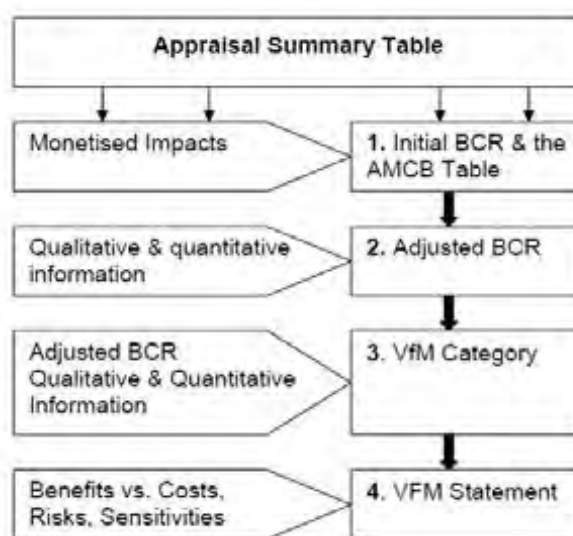 Appraisal Summary Table
Monetised Impacts
1. Initial BCR & the
AMCB Table
Qualitative & quantitative
information
2. Adjusted BCR
Adjusted BCR
Qualitative & Quantitative
Information
3. VfM Category
Benefits vs. Costs,
Risks, Sensitivities
4. VFM Statement